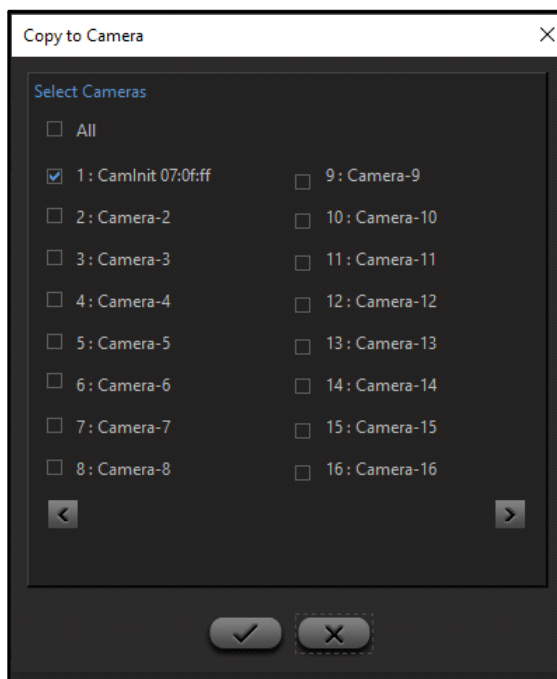 Copy to Camera
Select Cameras
All
1 : CamInit 07:0f:ff
9 : Camera-9
2 : Camera-2
10 : Camera-10
3 : Camera-3
11 : Camera-11
4 : Camera-4
12 : Camera-12
5 : Camera-5
13 : Camera-13
6 : Camera-6
14 : Camera-14
7 : Camera-7
15 : Camera-15
8 : Camera-8
16 : Camera-16